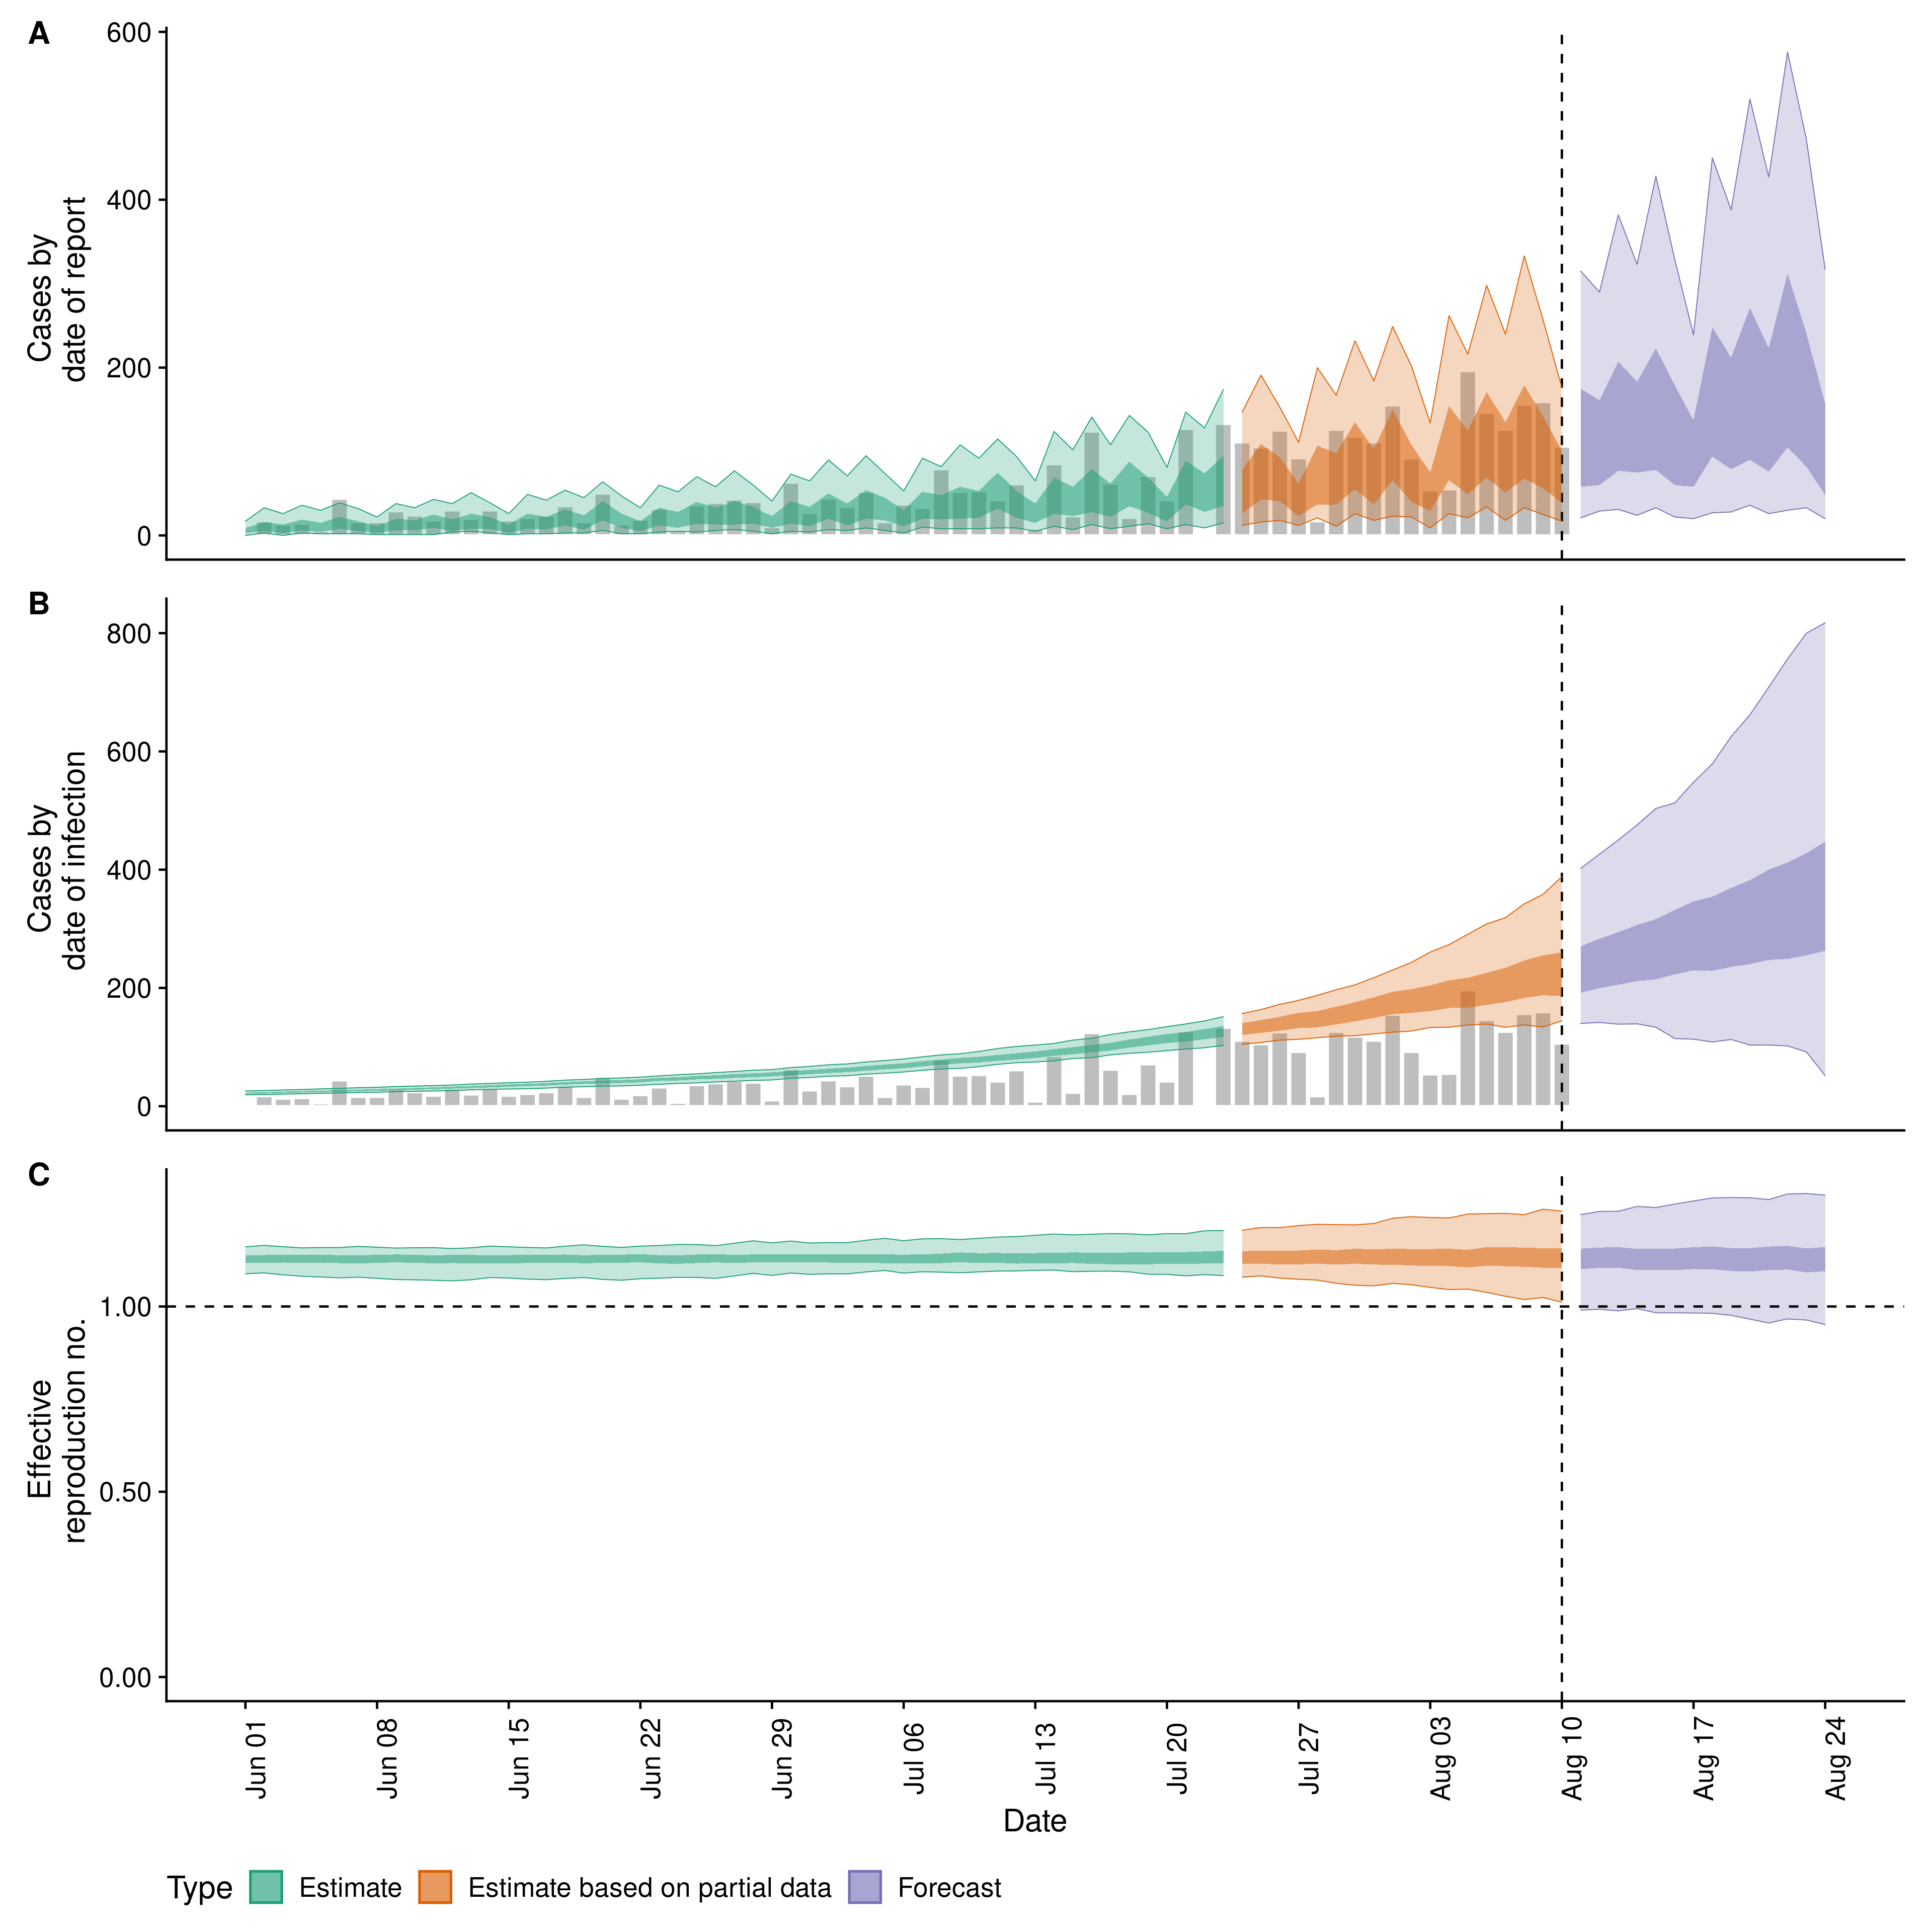 A
600
400
200
0
Cases by
date of report
B
800
600
400
200
0
Cases by
date of infection
C
1.00
0.50
0.00
Effective
reproduction no.
Jun 01
Jun 08
Jun 15
Jun 22
Jun 29
Jul 06
Jul 13
Jul 20
Jul 27
Aug 03
Aug 10
Aug 17
Aug 24
Date
Type Estimate Estimate based on partial data Forecast